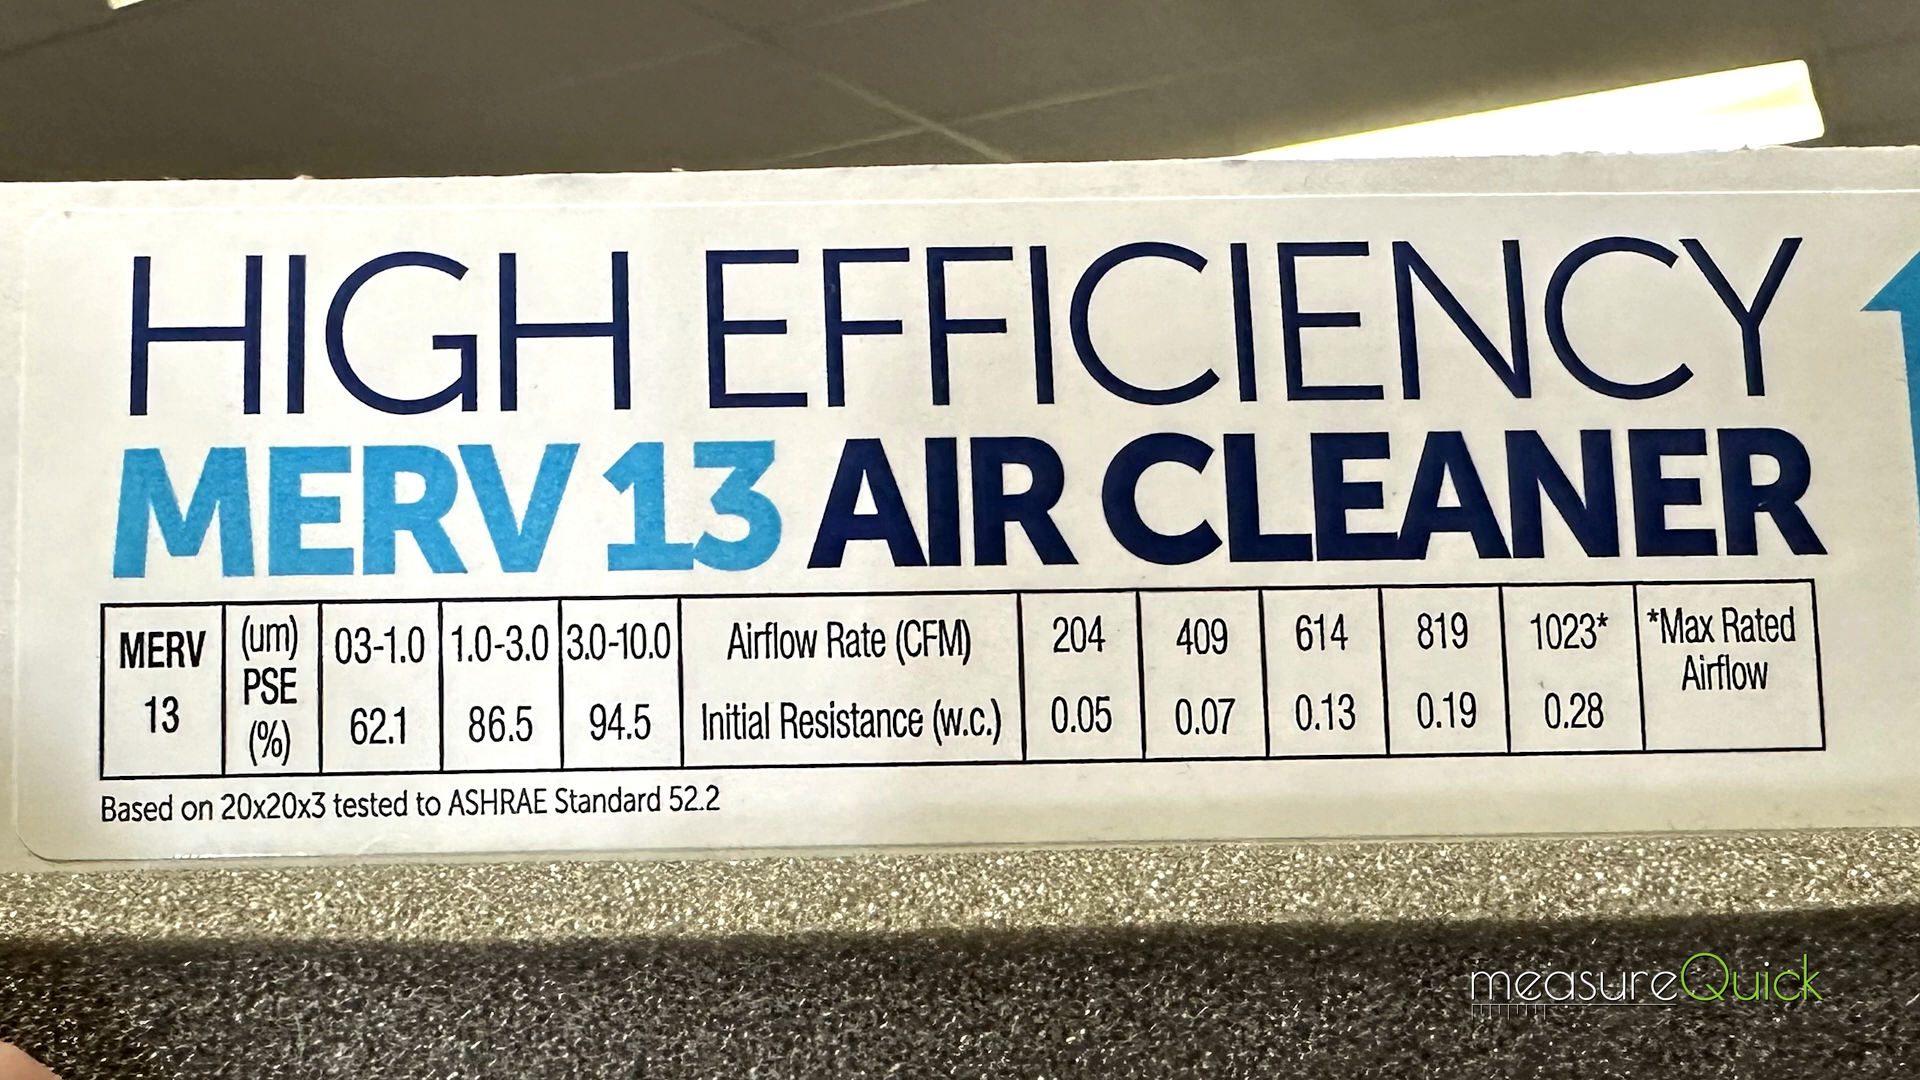 HIGH EFFICIENCY
MERV 13 AIR CLEANER
MERV 13
(um) PSE (%)
03-1.0 1.0-3.0 3.0-10.0
62.1 86.5 94.5
Airflow Rate (CFM) 204 409 614 819 1023*
Initial Resistance (w.c.) 0.05 0.07 0.13 0.19 0.28
*Max Rated
Airflow
Based on 20x20x3 tested to ASHRAE Standard 52.2
measureQuick